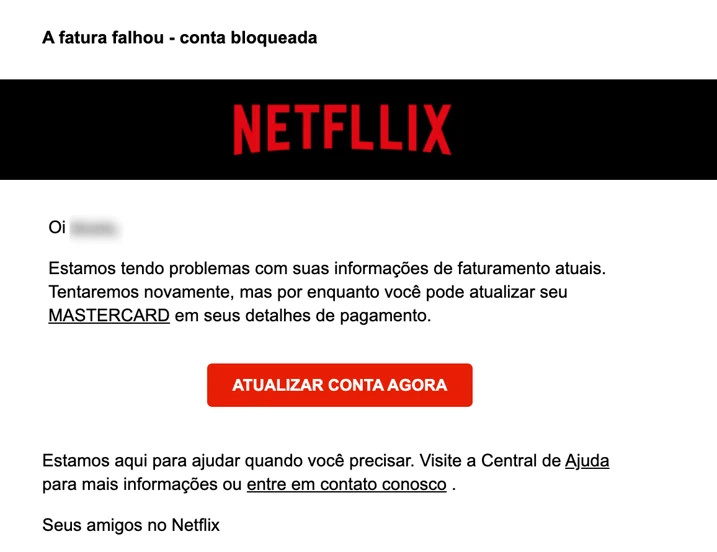 A fatura falhou - conta bloqueada
NETFLLIX
Oi
Estamos tendo problemas com suas informações de faturamento atuais.
Tentaremos novamente, mas por enquanto você pode atualizar seu
MASTERCARD em seus detalhes de pagamento.
ATUALIZAR CONTA AGORA
Estamos aqui para ajudar quando você precisar. Visite a Central de Ajuda
para mais informações ou entre em contato conosco .
Seus amigos no Netflix